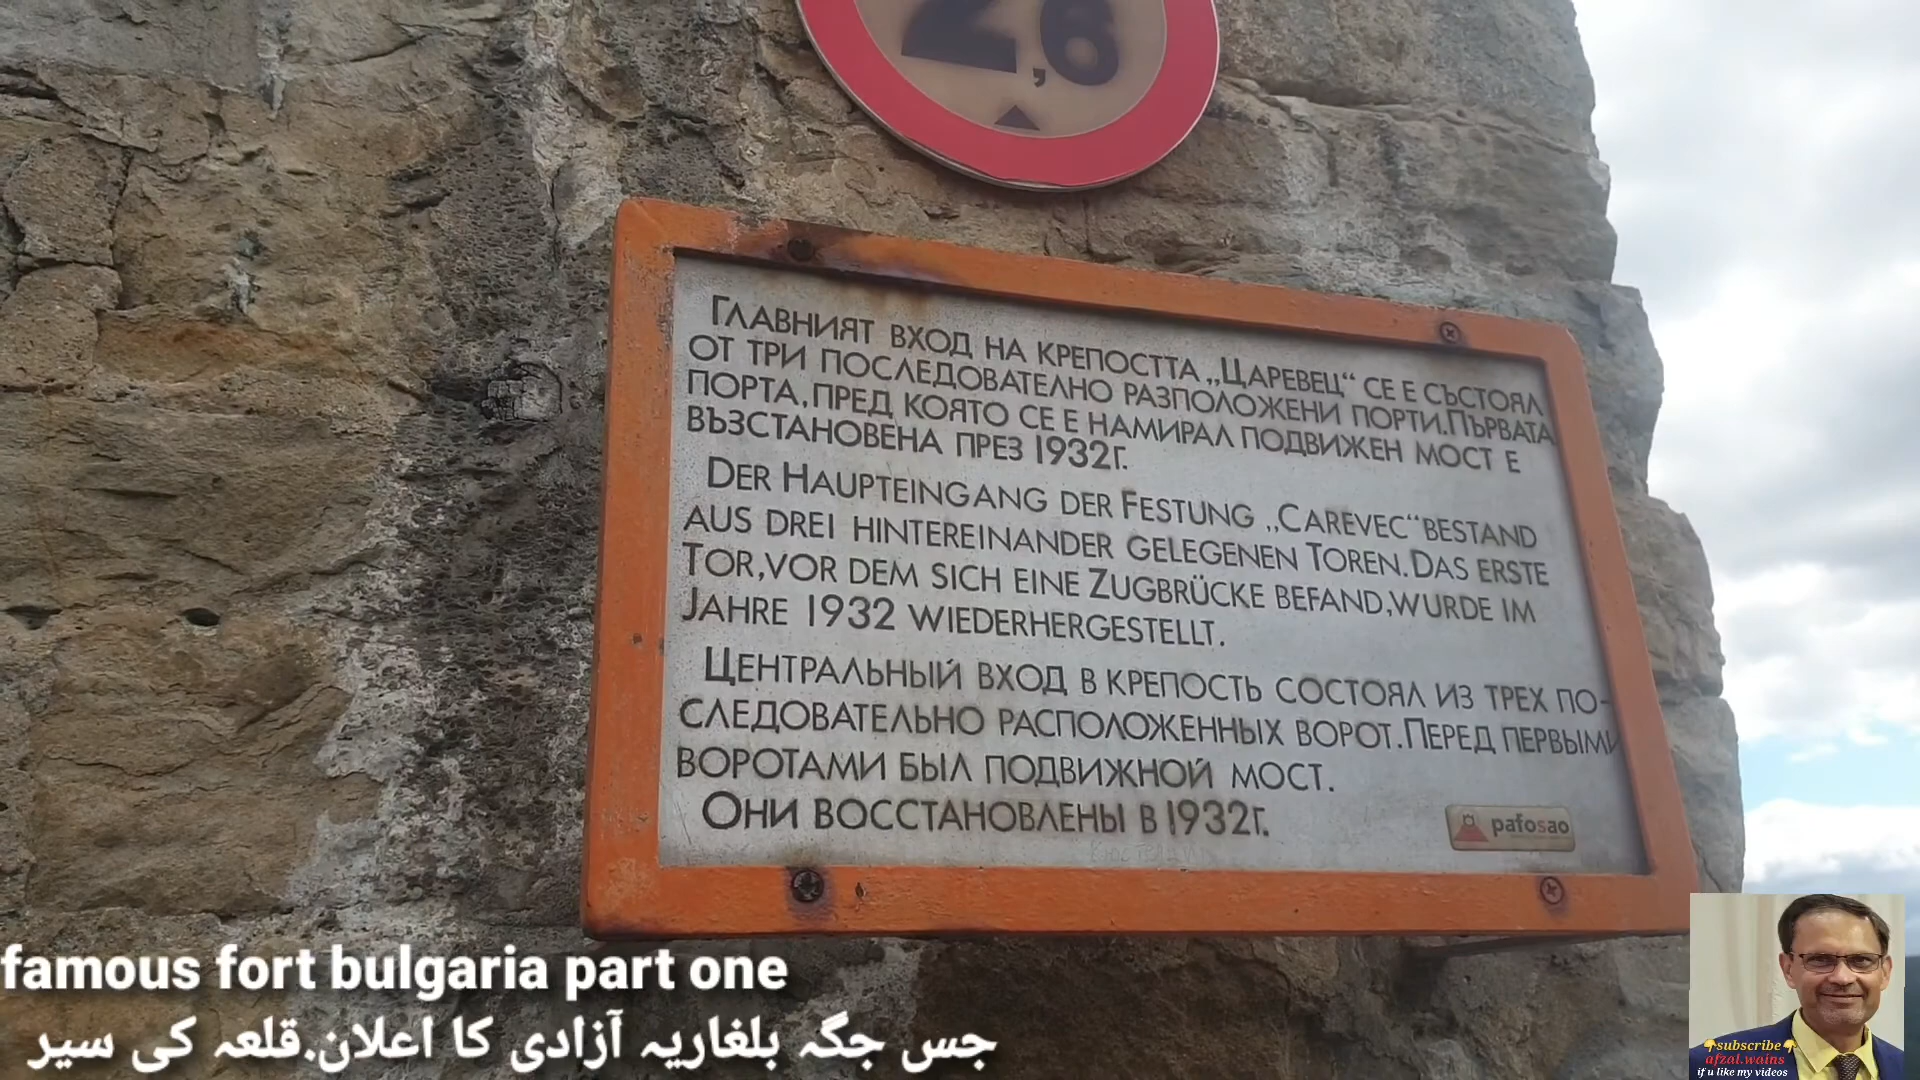 2,6
ГЛАВНИЯТ ВХОД НА КРЕПОСТТА „ЦАРЕВЕЦ“ СЕ Е СЪСТОЯЛ
ОТ ТРИ ПОСЛЕДОВАТЕЛНО РАЗПОЛОЖЕНИ ПОРТИ.ПЪРВАТА
ПОРТА,ПРЕД КОЯТО СЕ Е НАМИРАЛ ПОДВИЖЕН МОСТ Е
ВЪЗСТАНОВЕНА ПРЕЗ 1932г.
DER HAUPTEINGANG DER FESTUNG „CAREVEC“ BESTAND
AUS DREI HINTEREINANDER GELEGENEN TOREN.DAS ERSTE
TOR,VOR DEM SICH EINE ZUGBRÜCKE BEFAND,WURDE IM
JAHRE 1932 WIEDERHERGESTELLT.
ЦЕНТРАЛЬНЫЙ ВХОД В КРЕПОСТЬ СОСТОЯЛ ИЗ ТРЕХ ПО-
СЛЕДОВАТЕЛЬНО РАСПОЛОЖЕННЫХ ВОРОТ.ПЕРЕД ПЕРВЫМИ
ВОРОТАМИ БЫЛ ПОДВИЖНОЙ МОСТ.
ОНИ ВОССТАНОВЛЕНЫ В 1932г.
pafosao
famous fort bulgaria part one
جس جگہ بلغاریہ آزادی کا اعلان.قلعہ کی سیر
👇subscribe👇
afzal.wains
if u like my videos